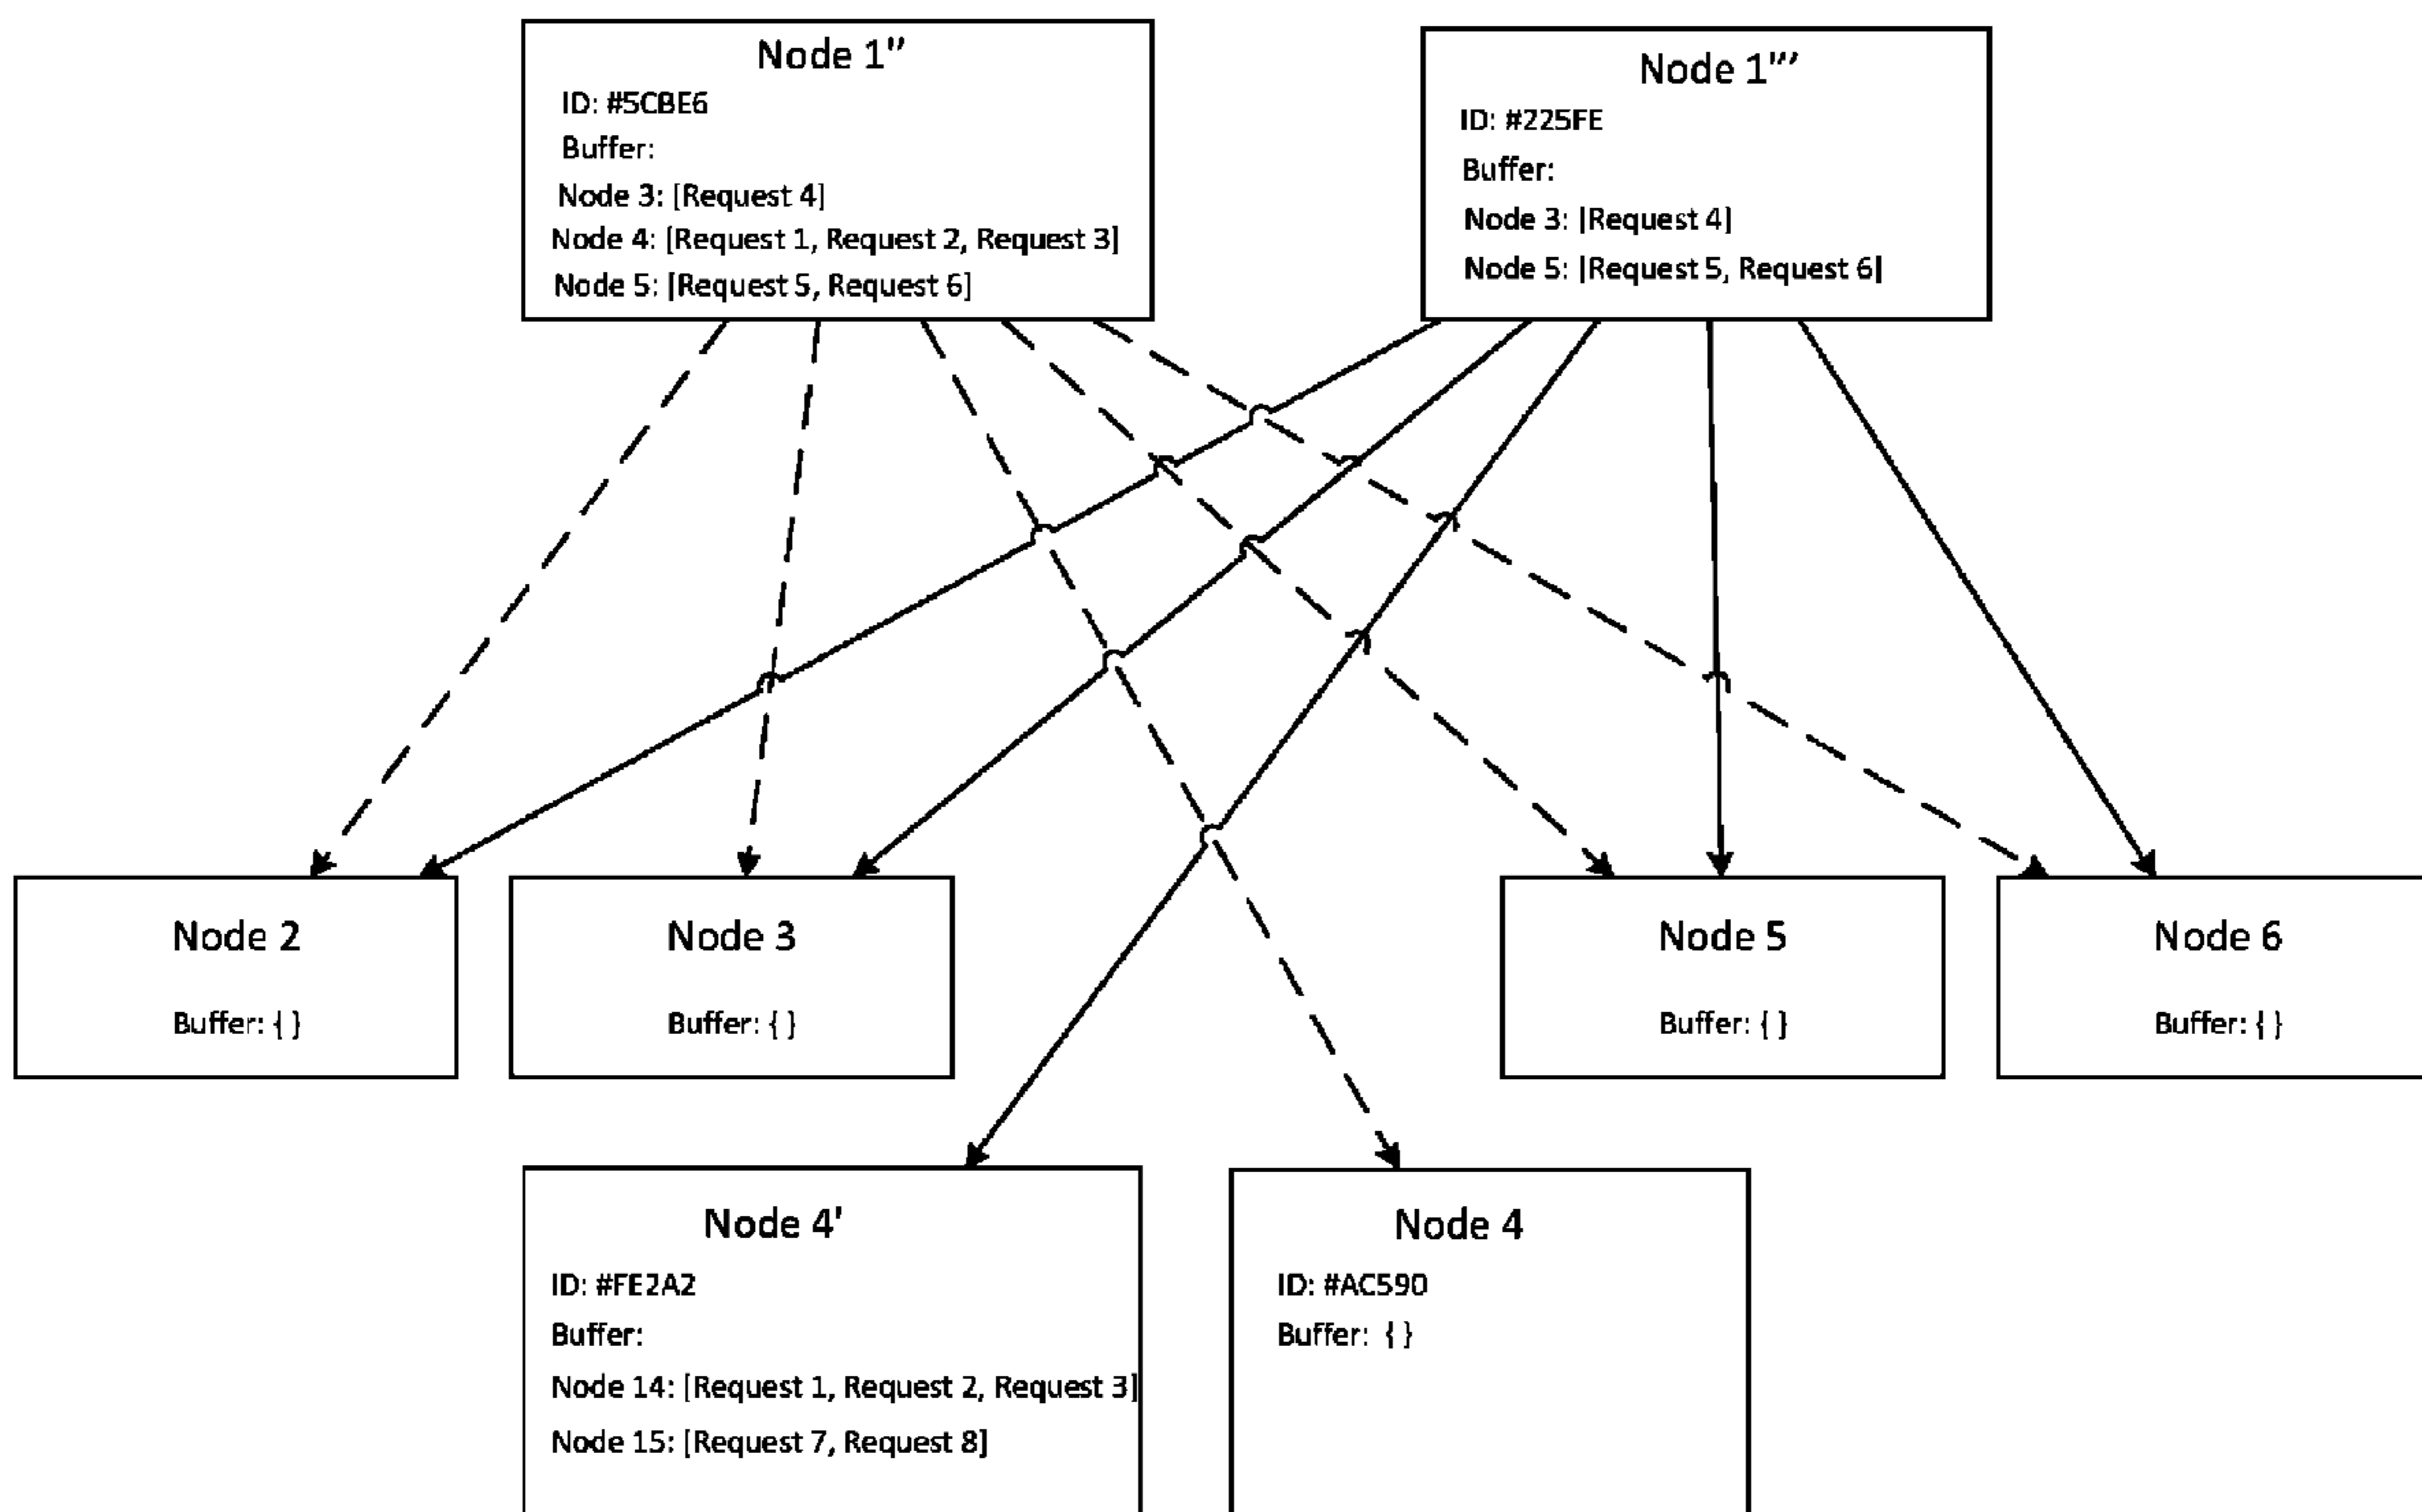 Node 1″
ID: #5CBE6
Buffer:
Node 3: [Request 4]
Node 4: [Request 1, Request 2, Request 3]
Node 5: [Request 5, Request 6]
Node 1‴
ID: #225FE
Buffer:
Node 3: [Request 4]
Node 5: [Request 5, Request 6]
Node 2
Buffer: { }
Node 3
Buffer: { }
Node 5
Buffer: { }
Node 6
Buffer: { }
Node 4'
ID: #FE2A2
Buffer:
Node 14: [Request 1, Request 2, Request 3]
Node 15: [Request 7, Request 8]
Node 4
ID: #AC590
Buffer: { }